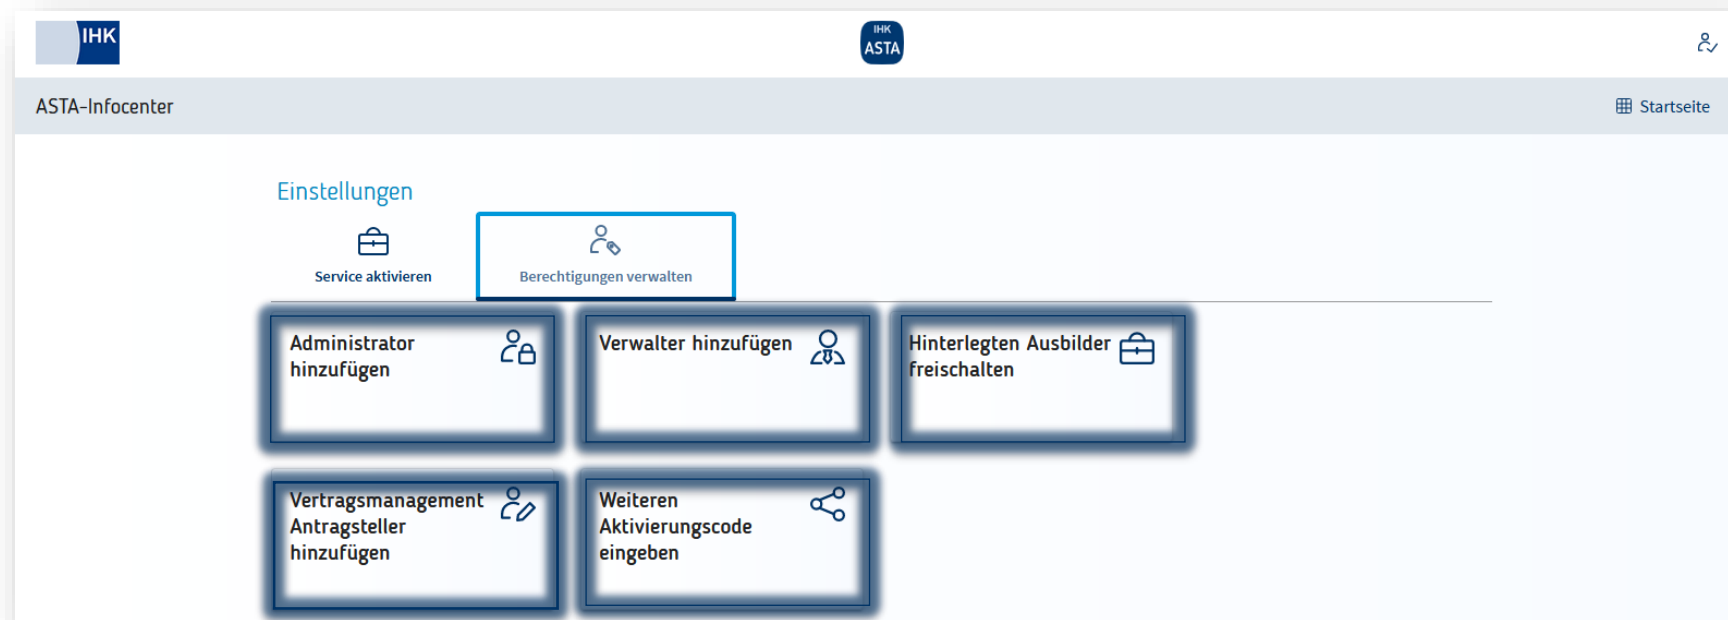 IHK
IHK
ASTA
ASTA-Infocenter
Startseite
Einstellungen
Service aktivieren
Berechtigungen verwalten
Administrator
hinzufügen
Verwalter hinzufügen
Hinterlegten Ausbilder
freischalten
Vertragsmanagement
Antragsteller
hinzufügen
Weiteren
Aktivierungscode
eingeben